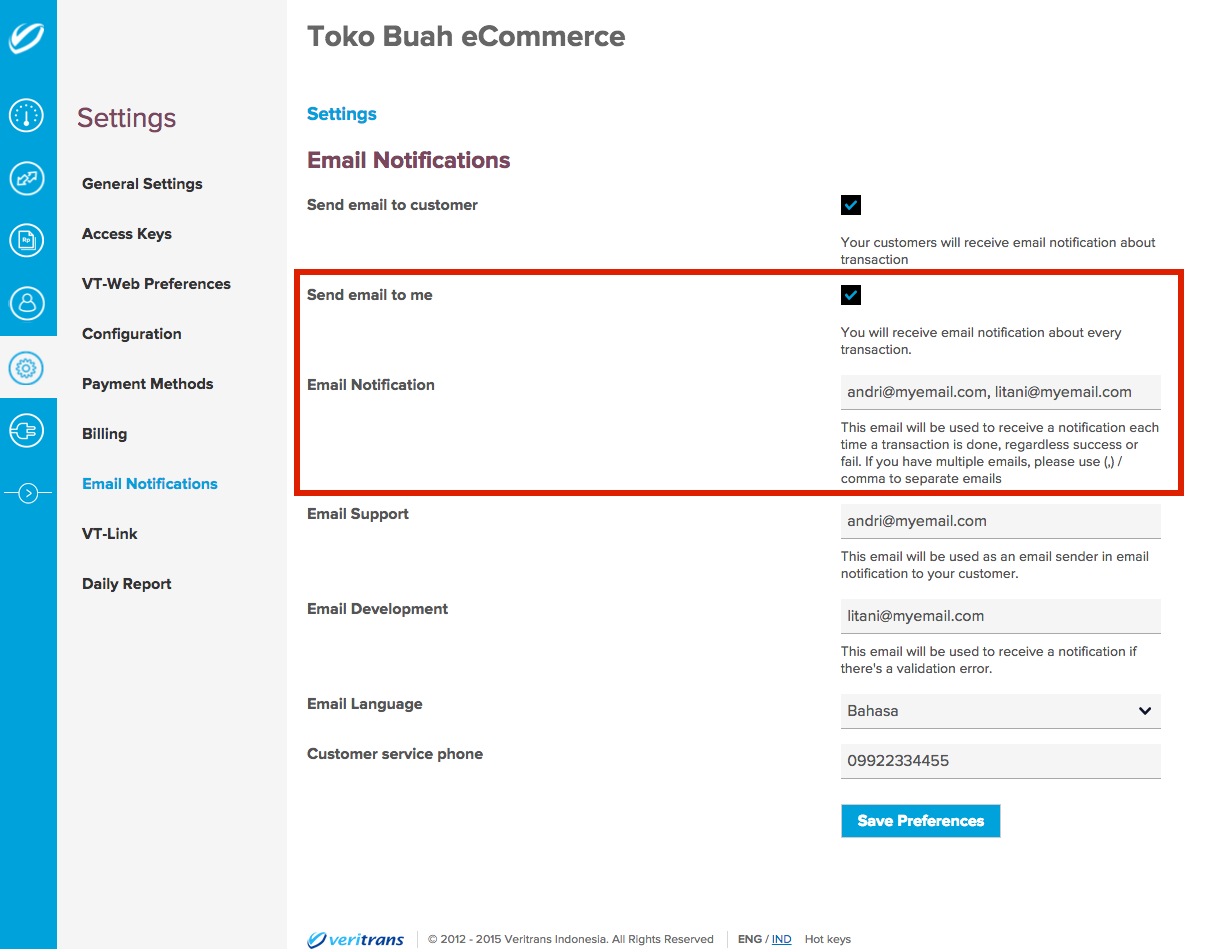 Toko Buah eCommerce
Settings
General Settings
Access Keys
VT-Web Preferences
Configuration
Payment Methods
Billing
Email Notifications
VT-Link
Daily Report
Rp
Settings
Email Notifications
Send email to customer
Your customers will receive email notification about
transaction
Send email to me
You will receive email notification about every
transaction.
Email Notification
andri@myemail.com, litani@myemail.com
This email will be used to receive a notification each
time a transaction is done, regardless success or
fail. If you have multiple emails, please use (,) /
comma to separate emails
Email Support
andri@myemail.com
This email will be used as an email sender in email
notification to your customer.
Email Development
litani@myemail.com
This email will be used to receive a notification if
there's a validation error.
Email Language
Bahasa
Customer service phone
09922334455
Save Preferences
veritrans © 2012 - 2015 Veritrans Indonesia. All Rights Reserved ENG / IND Hot keys